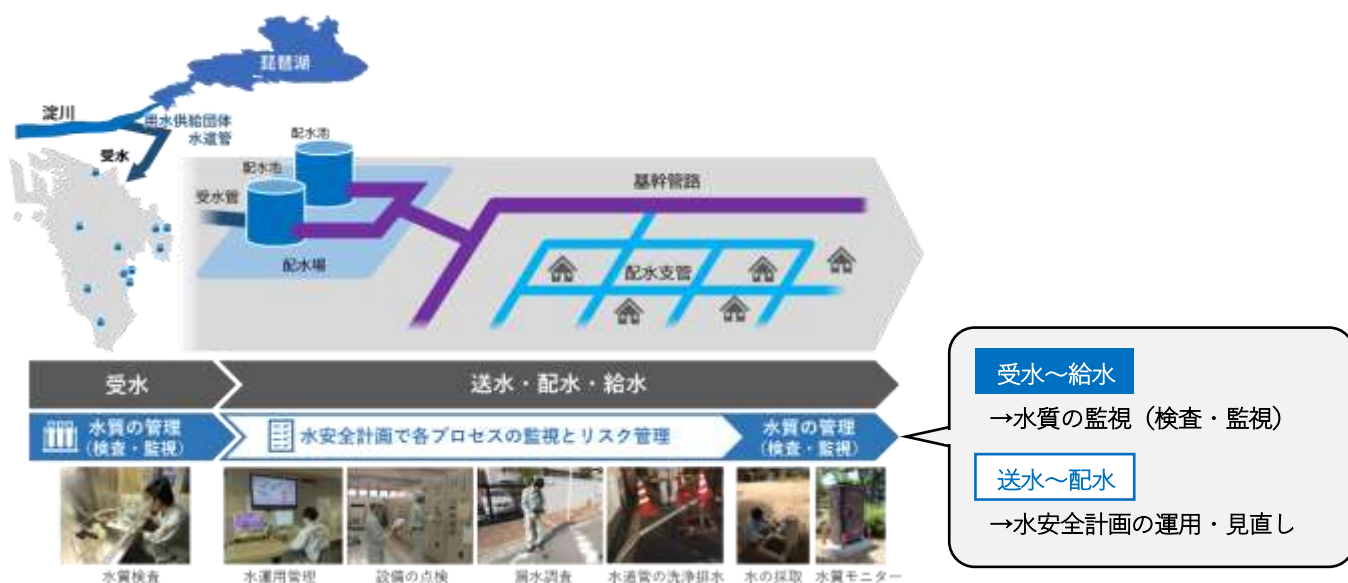 琵琶湖
淀川
用水供給団体
水道管
受水
配水池
配水池
受水管
配水場
基幹管路
配水支管
受水
送水・配水・給水
水質の管理
（検査・監視）
水安全計画で各プロセスの監視とリスク管理
水質の管理
（検査・監視）
水質検査
水運用管理
設備の点検
漏水調査
水道管の洗浄排水
水の採取
水質モニター
受水～給水
→水質の監視（検査・監視）
送水～配水
→水安全計画の運用・見直し